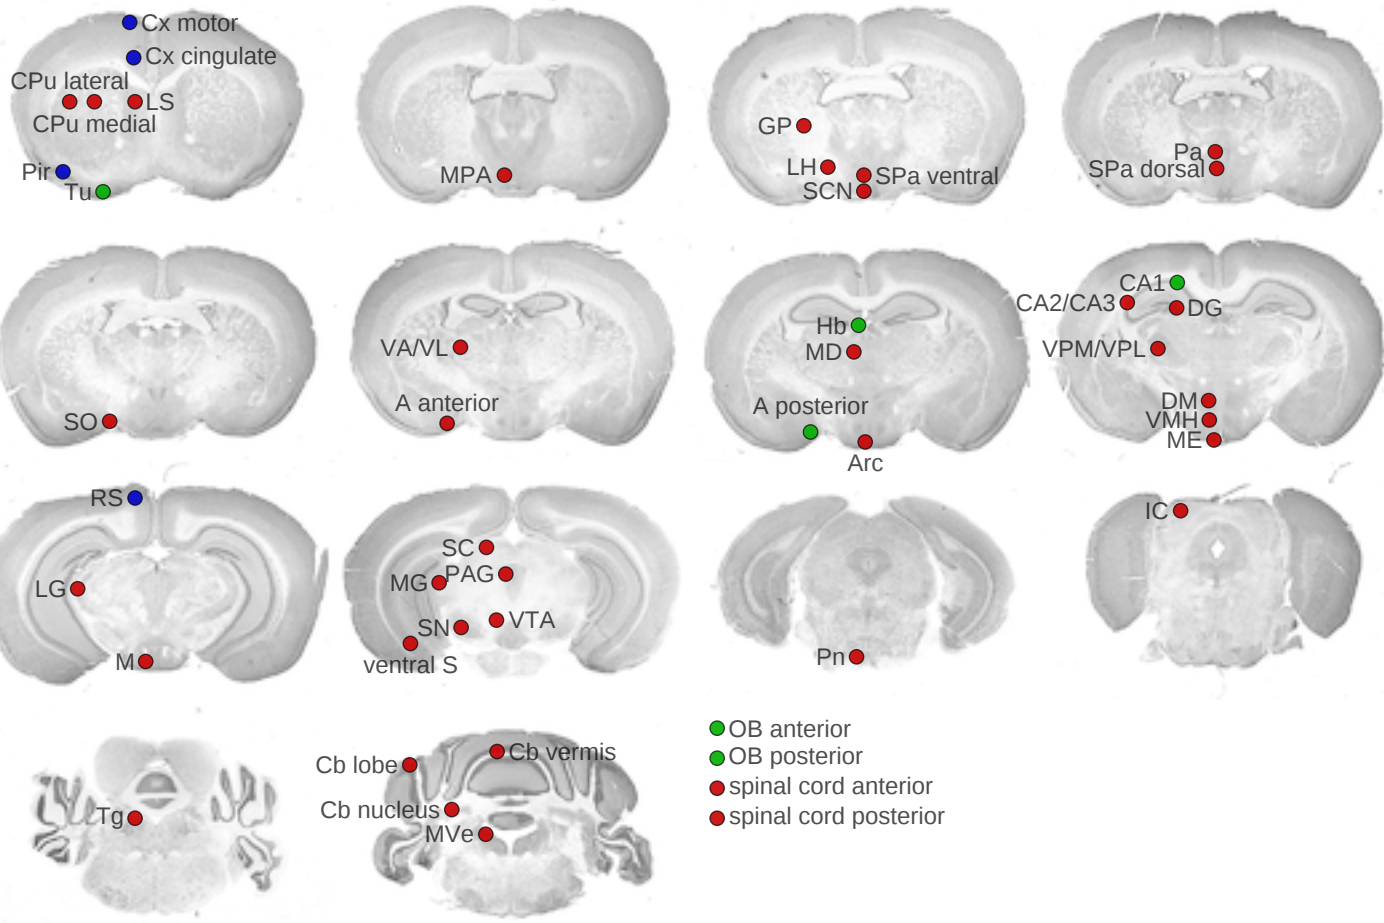 Cx motor
Cx cingulate
CPu lateral
LS
CPu medial
Pir
Tu
MPA
GP
LH
SPa ventral
SCN
Pa
SPa dorsal
SO
VA/VL
A anterior
Hb
MD
A posterior
Arc
CA1
CA2/CA3
DG
VPM/VPL
DM
VMH
ME
RS
LG
M
SC
MG
PAG
SN
VTA
ventral S
Pn
IC
Tg
Cb lobe
Cb vermis
Cb nucleus
MVe
OB anterior
OB posterior
spinal cord anterior
spinal cord posterior